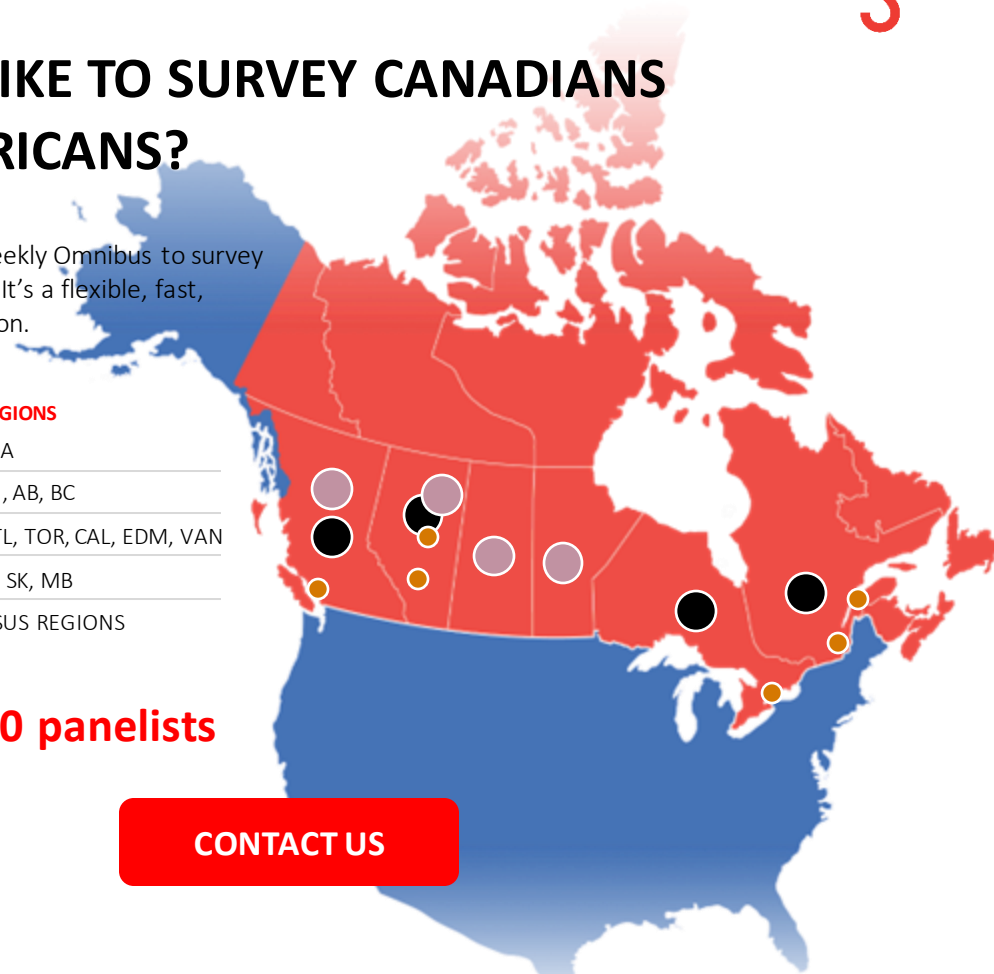 IKE TO SURVEY CANADIANS
RICANS?
eekly Omnibus to survey
It's a flexible, fast,
on.
GIONS
A
, AB, BC
TL, TOR, CAL, EDM, VAN
SK, MB
SUS REGIONS
0 panelists
CONTACT US